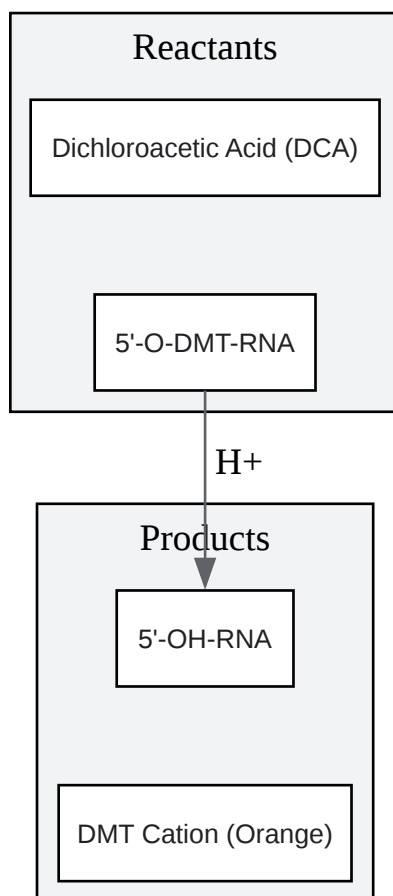 Reactants
Dichloroacetic Acid (DCA)
5'-O-DMT-RNA
H+
Products
5'-OH-RNA
DMT Cation (Orange)